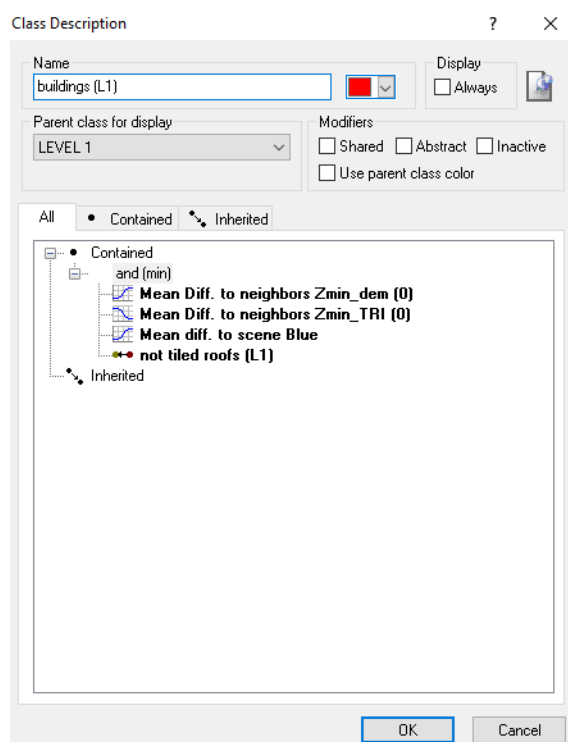 Class Description ?
Name
buildings (L1)
Display
Always
Parent class for display
LEVEL 1
Modifiers
Shared Abstract Inactive
Use parent class color
All Contained Inherited
Contained
and (min)
Mean Diff. to neighbors Zmin_dem (0)
Mean Diff. to neighbors Zmin_TRI (0)
Mean diff. to scene Blue
not tiled roofs (L1)
Inherited
OK Cancel